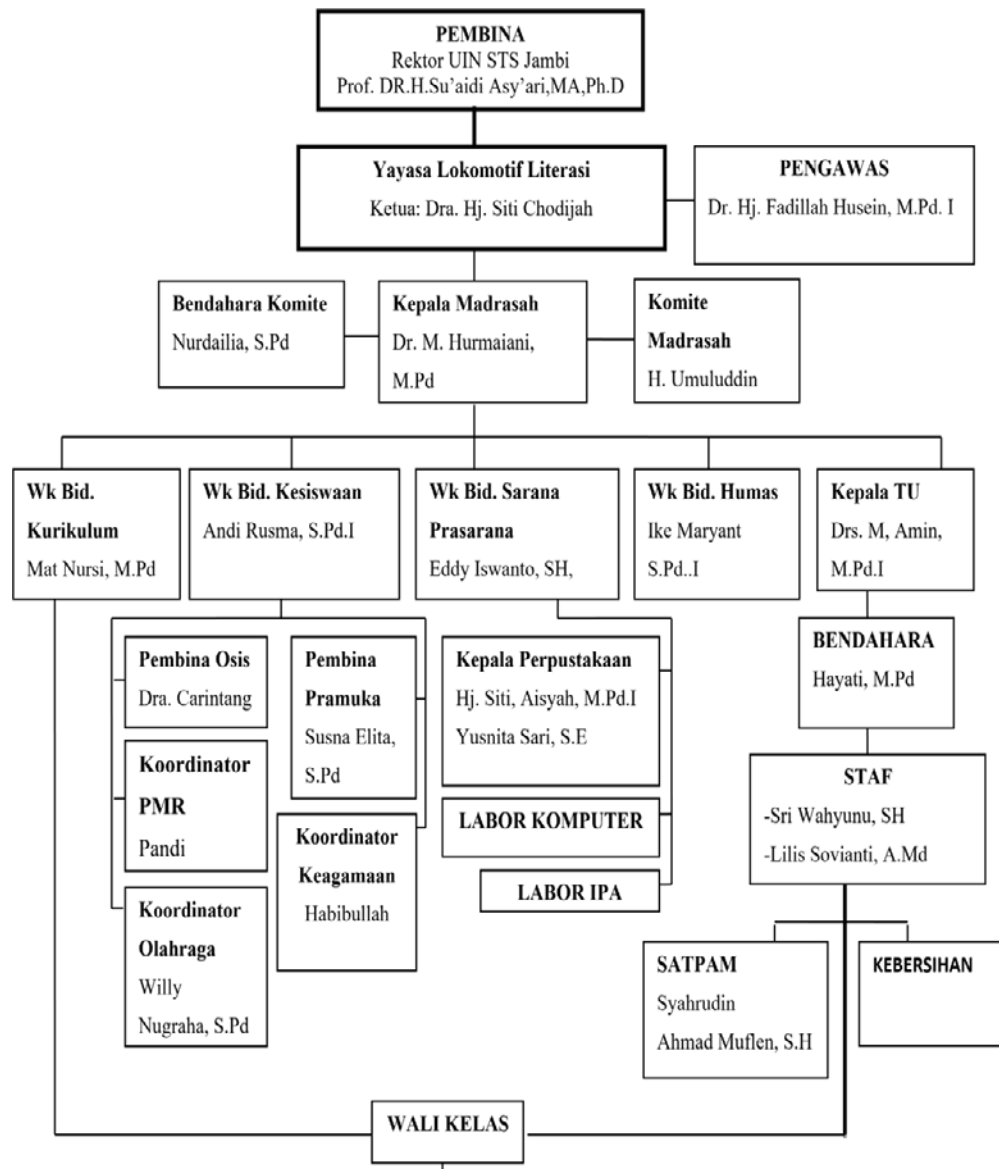 PEMBINA
Rektor UIN STS Jambi
Prof. DR.H.Su'aidi Asy'ari,MA,Ph.D
Yayasa Lokomotif Literasi
Ketua: Dra. Hj. Siti Chodijah
PENGAWAS
Dr. Hj. Fadillah Husein, M.Pd. I
Bendahara Komite
Nurdailia, S.Pd
Kepala Madrasah
Dr. M. Hurmaiani,
M.Pd
Komite
Madrasah
H. Umuluddin
Wk Bid.
Kurikulum
Mat Nursi, M.Pd
Wk Bid. Kesiswaan
Andi Rusma, S.Pd.I
Wk Bid. Sarana
Prasarana
Eddy Iswanto, SH,
Wk Bid. Humas
Ike Maryant
S.Pd..I
Kepala TU
Drs. M, Amin,
M.Pd.I
Pembina Osis
Dra. Carintang
Pembina
Pramuka
Susna Elita,
S.Pd
Kepala Perpustakaan
Hj. Siti, Aisyah, M.Pd.I
Yusnita Sari, S.E
BENDAHARA
Hayati, M.Pd
Koordinator
PMR
Pandi
Koordinator
Keagamaan
Habibullah
LABOR KOMPUTER
LABOR IPA
STAF
-Sri Wahyunu, SH
-Lilis Sovianti, A.Md
Koordinator
Olahraga
Willy
Nugraha, S.Pd
SATPAM
Syahrudin
Ahmad Muflen, S.H
KEBERSIHAN
WALI KELAS